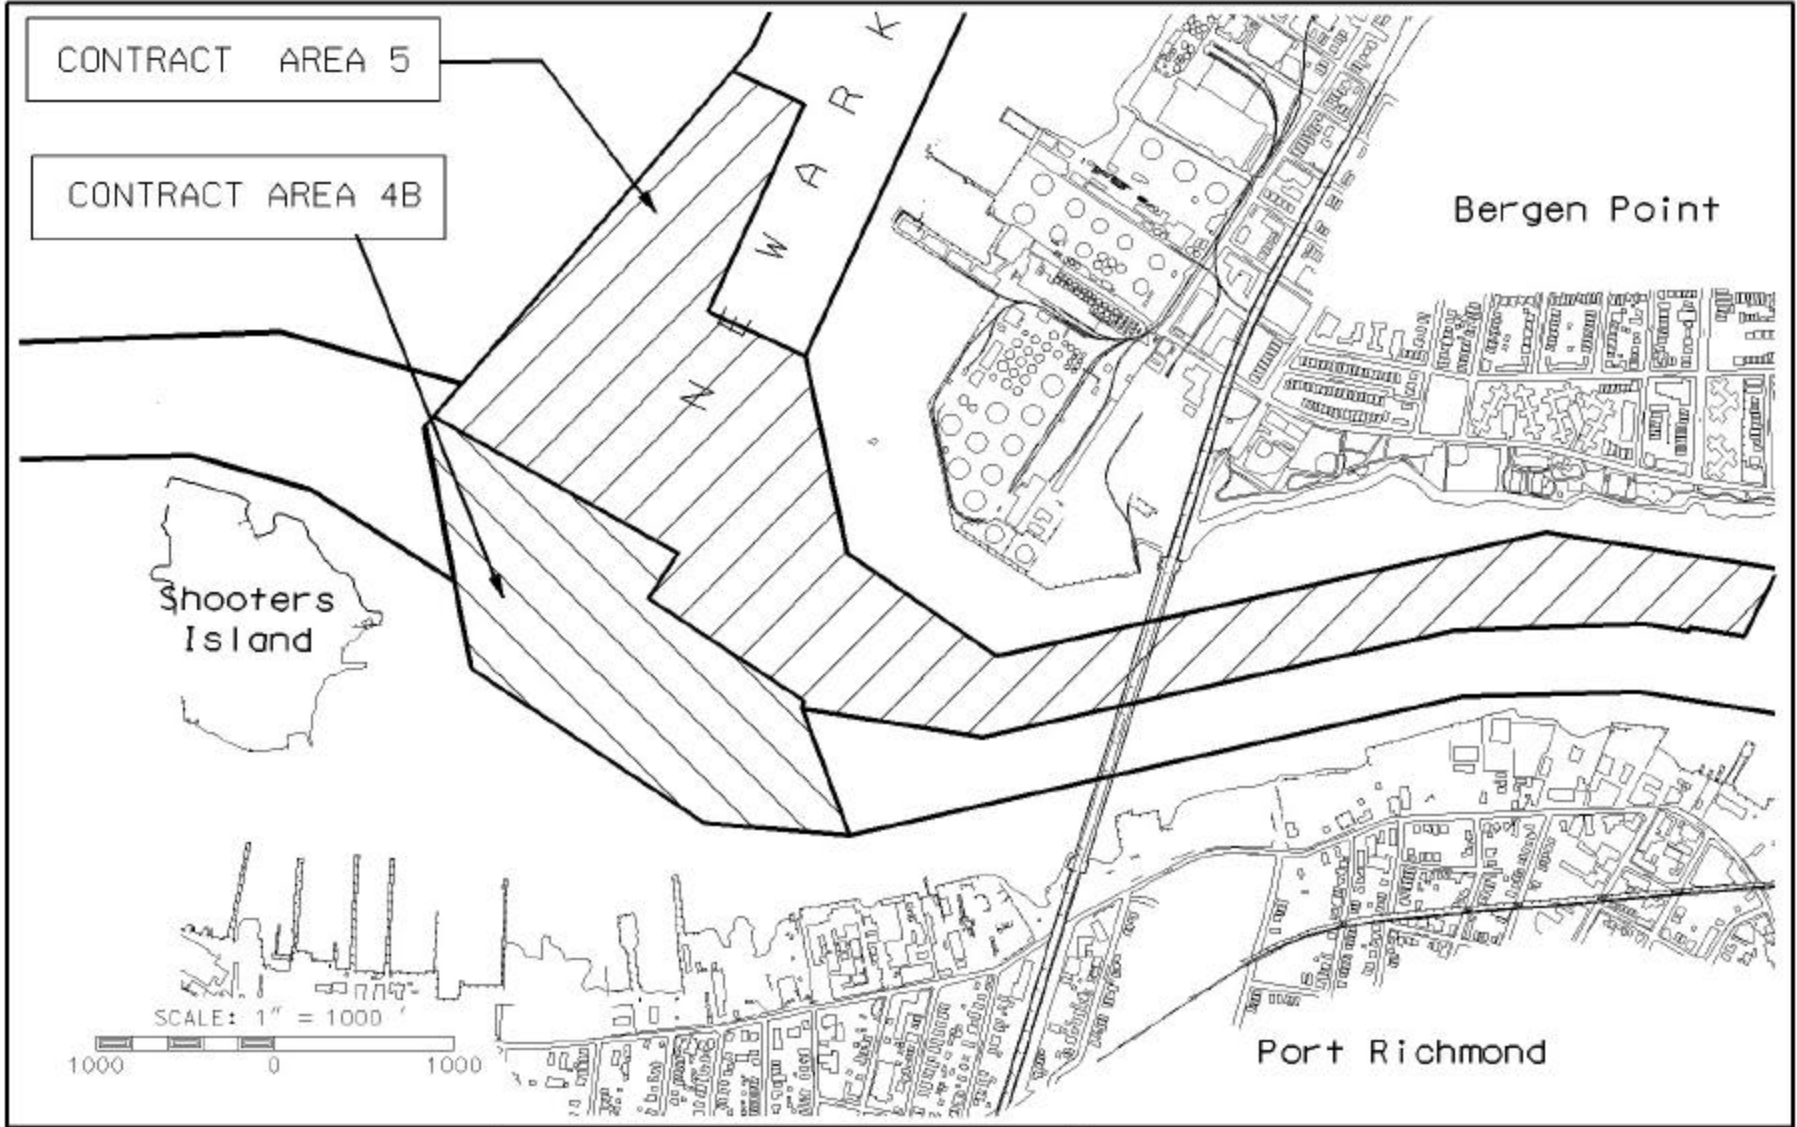 CONTRACT AREA 5
CONTRACT AREA 4B
NEWARK
Bergen Point
Shooters
Island
SCALE: 1" = 1000 '
1000 0 1000
Port Richmond